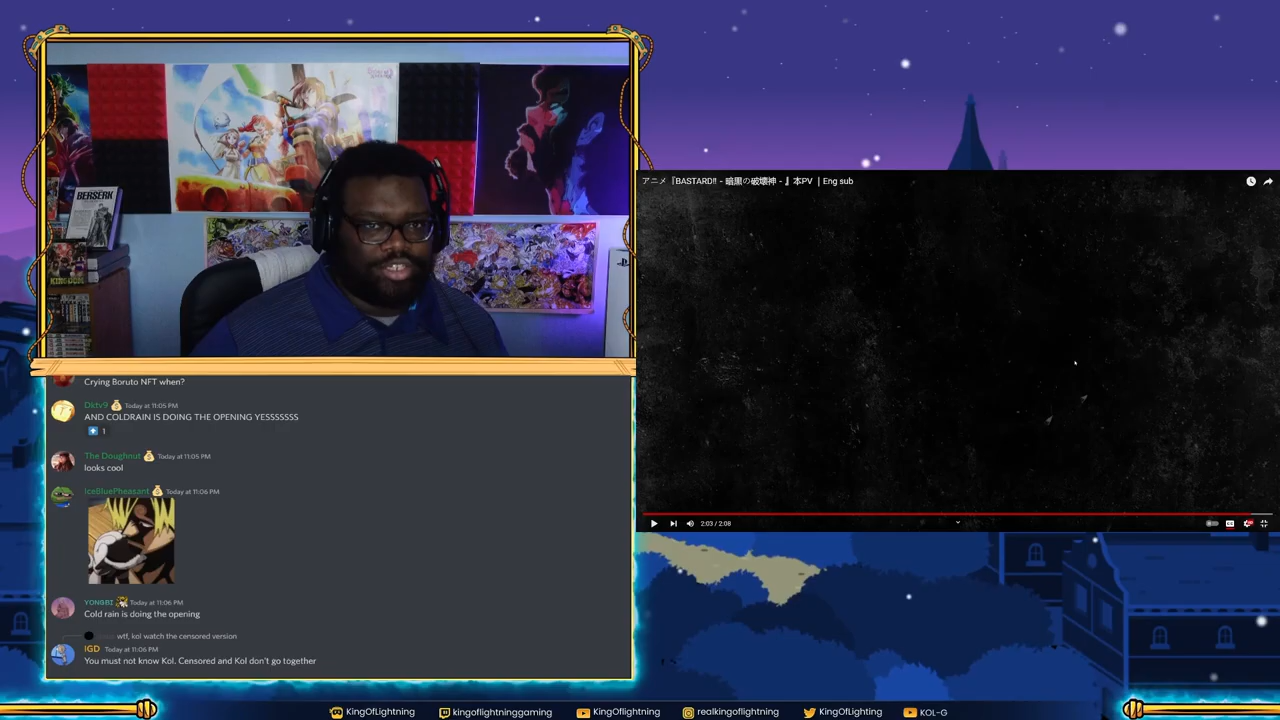 BERSERK
KINGDOM
アニメ『BASTARD!! - 暗黒の破壊神 - 』本PV ｜Eng sub
2:03 / 2:08
Crying Boruto NFT when?
Dktv9 Today at 11:05 PM
AND COLDRAIN IS DOING THE OPENING YESSSSSSS
1
The Doughnut Today at 11:05 PM
looks cool
IceBluePheasant Today at 11:06 PM
YONGBI Today at 11:06 PM
Cold rain is doing the opening
wtf, kol watch the censored version
IGD Today at 11:06 PM
You must not know Kol. Censored and Kol don't go together
KingOfLightning
kingoflightninggaming
KingOflightning
realkingoflightning
KingOfLighting
KOL-G